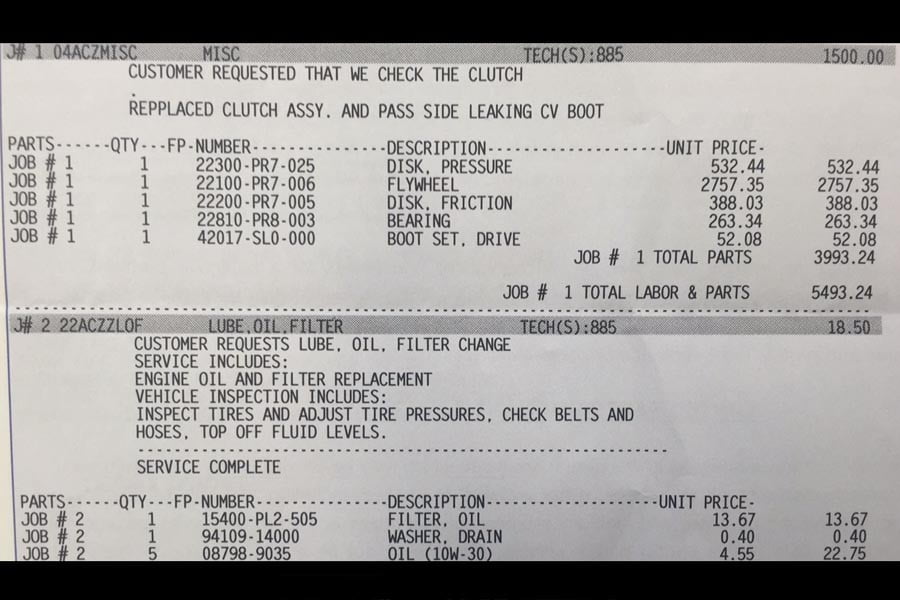 J# 1 04ACZMISC MISC TECH(S):885 1500.00
CUSTOMER REQUESTED THAT WE CHECK THE CLUTCH
.
REPPLACED CLUTCH ASSY. AND PASS SIDE LEAKING CV BOOT
PARTS------QTY---FP-NUMBER---------------DESCRIPTION--------------------UNIT PRICE-
JOB # 1 1 22300-PR7-025 DISK, PRESSURE 532.44 532.44
JOB # 1 1 22100-PR7-006 FLYWHEEL 2757.35 2757.35
JOB # 1 1 22200-PR7-005 DISK, FRICTION 388.03 388.03
JOB # 1 1 22810-PR8-003 BEARING 263.34 263.34
JOB # 1 1 42017-SL0-000 BOOT SET, DRIVE 52.08 52.08
JOB # 1 TOTAL PARTS 3993.24
JOB # 1 TOTAL LABOR & PARTS 5493.24
J# 2 22ACZZLOF LUBE,OIL,FILTER TECH(S):885 18.50
CUSTOMER REQUESTS LUBE, OIL, FILTER CHANGE
SERVICE INCLUDES:
ENGINE OIL AND FILTER REPLACEMENT
VEHICLE INSPECTION INCLUDES:
INSPECT TIRES AND ADJUST TIRE PRESSURES, CHECK BELTS AND
HOSES, TOP OFF FLUID LEVELS.
SERVICE COMPLETE
PARTS------QTY---FP-NUMBER---------------DESCRIPTION--------------------UNIT PRICE-
JOB # 2 1 15400-PL2-505 FILTER, OIL 13.67 13.67
JOB # 2 1 94109-14000 WASHER, DRAIN 0.40 0.40
JOB # 2 5 08798-9035 OIL (10W-30) 4.55 22.75